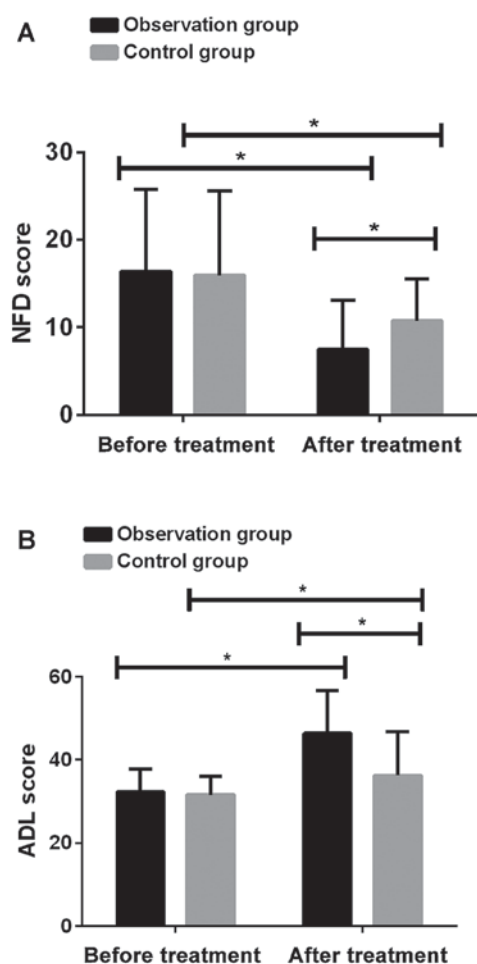 A
Observation group
Control group
*
*
*
30
20
10
0
NFD score
Before treatment After treatment
B
Observation group
Control group
*
*
*
60
40
20
0
ADL score
Before treatment After treatment